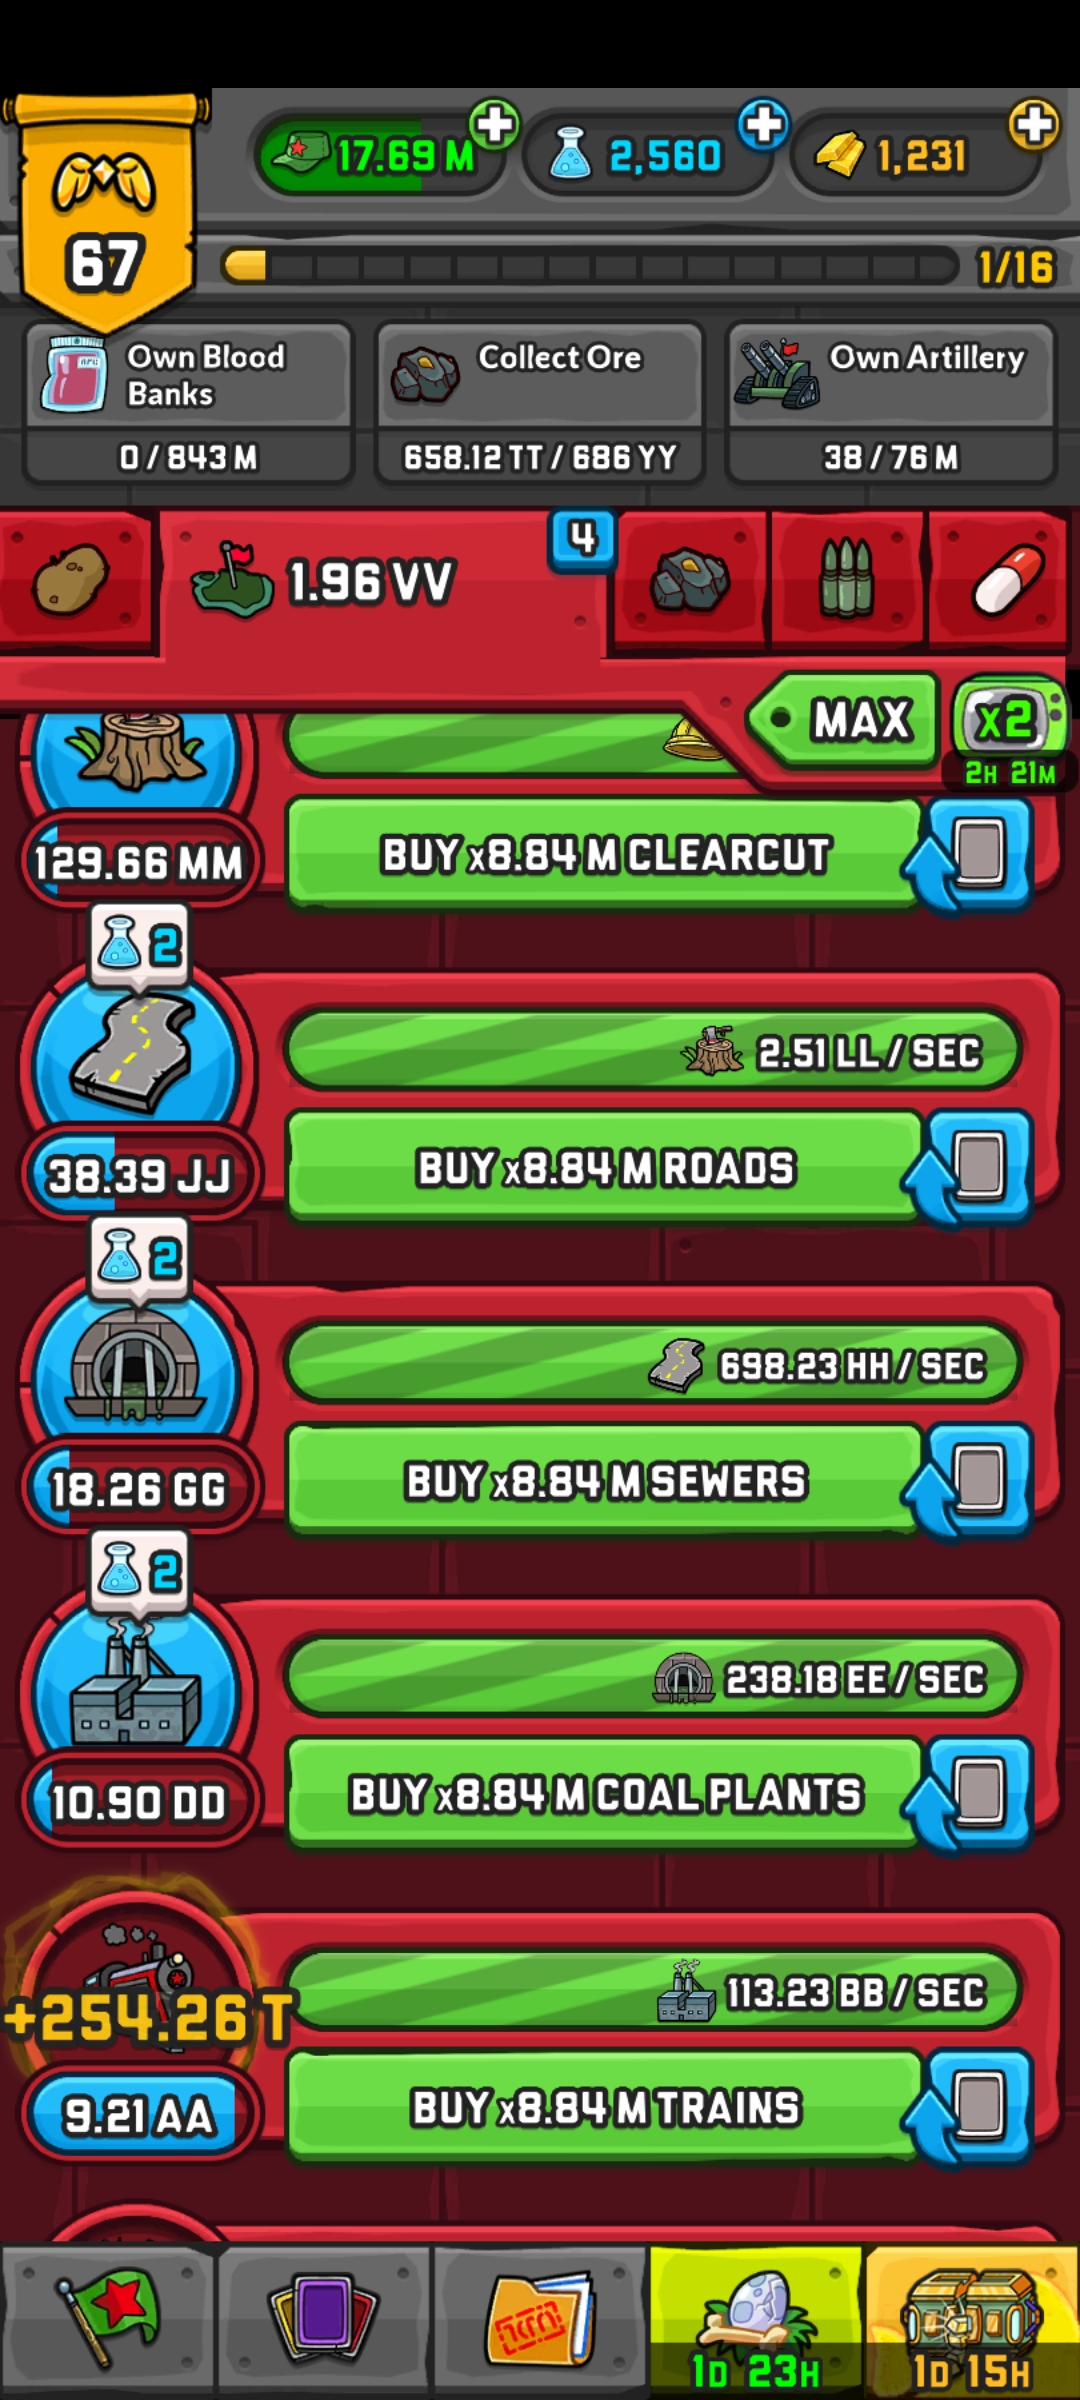 17.69 M
2,560
1,231
67
1/16
Own Blood
Banks
Collect Ore
Own Artillery
0 / 843 M
658.12 TT / 686 YY
38 / 76 M
4
1.96 VV
MAX
x2
2H 21M
BUY x8.84 M CLEARCUT
129.66 MM
2
2.51 LL / SEC
BUY x8.84 M ROADS
38.39 JJ
2
698.23 HH / SEC
BUY x8.84 M SEWERS
18.26 GG
2
238.18 EE / SEC
BUY x8.84 M COAL PLANTS
10.90 DD
113.23 BB / SEC
+254.26 T
BUY x8.84 M TRAINS
9.21 AA
1D 23H
1D 15H